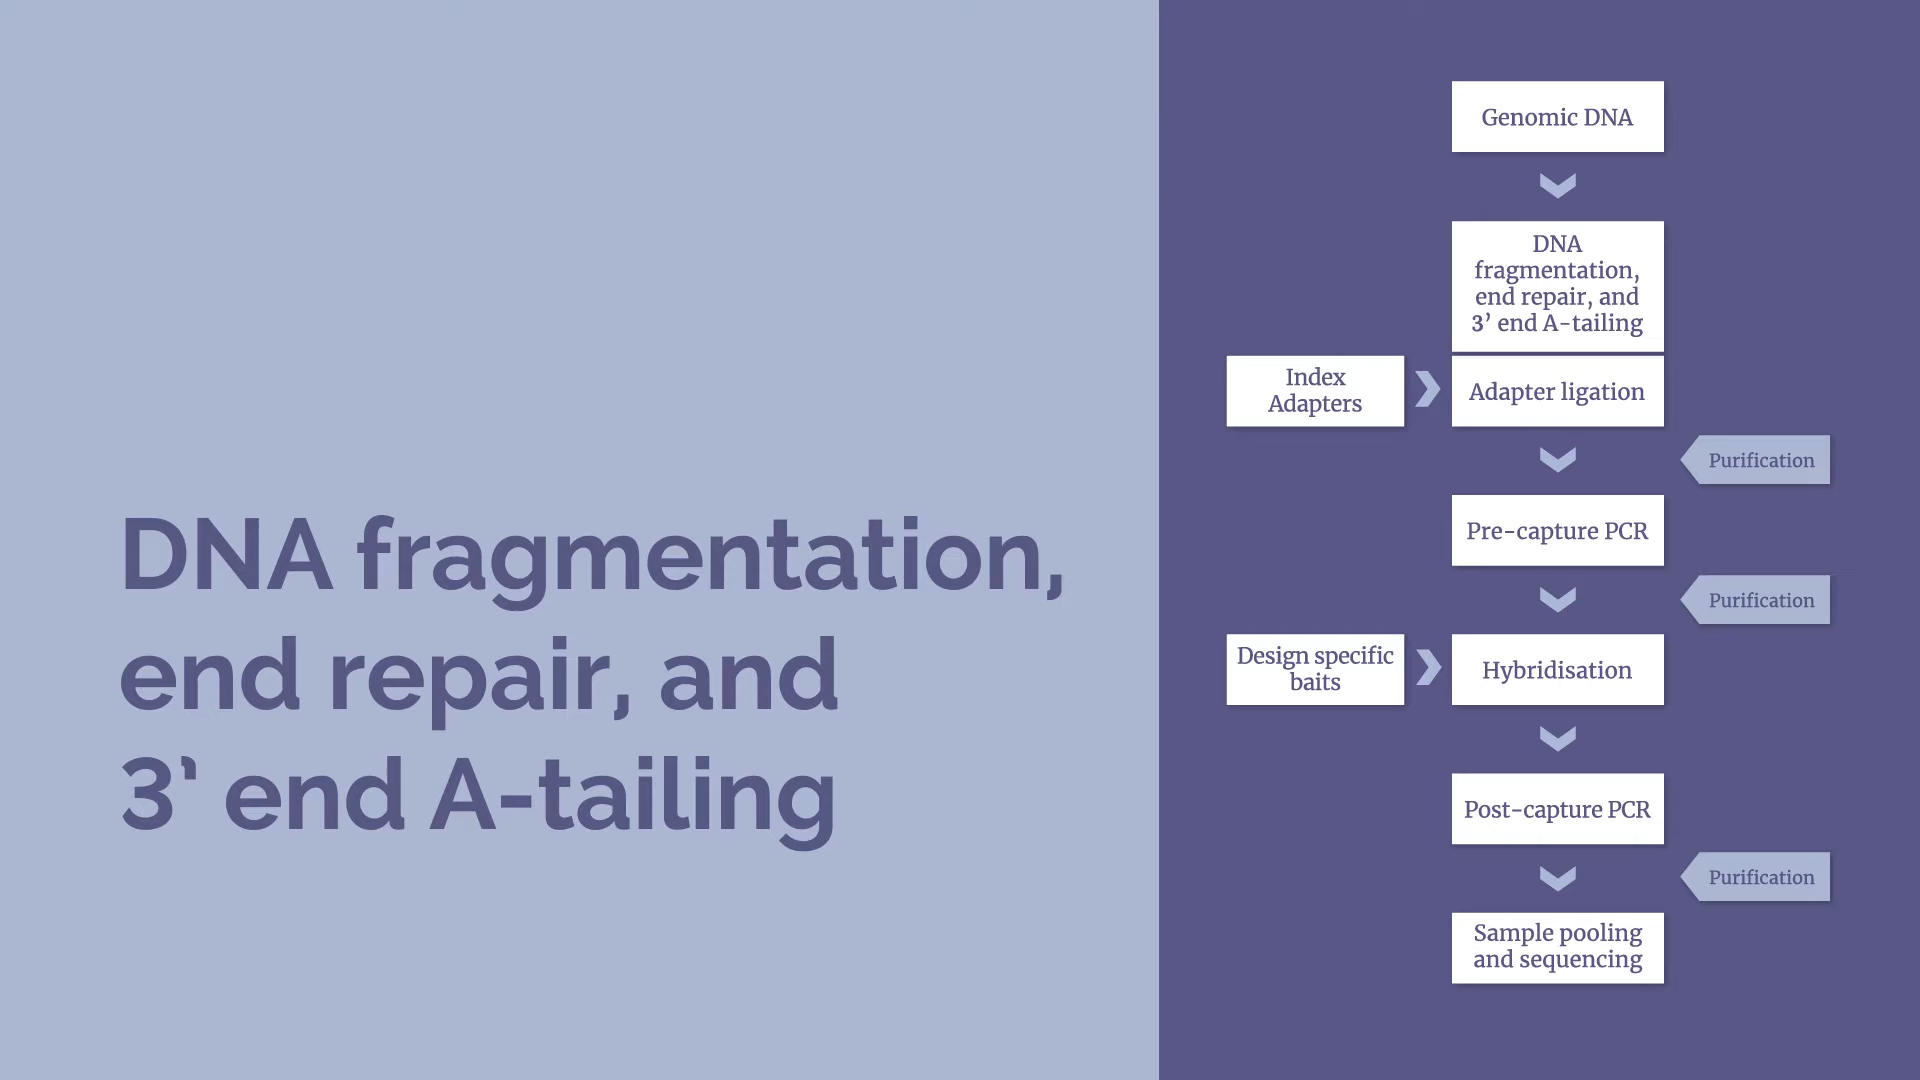 DNA fragmentation,
end repair, and
3’ end A-tailing
Genomic DNA
DNA
fragmentation,
end repair, and
3’ end A-tailing
Index
Adapters
Adapter ligation
Purification
Pre-capture PCR
Purification
Design specific
baits
Hybridisation
Post-capture PCR
Purification
Sample pooling
and sequencing